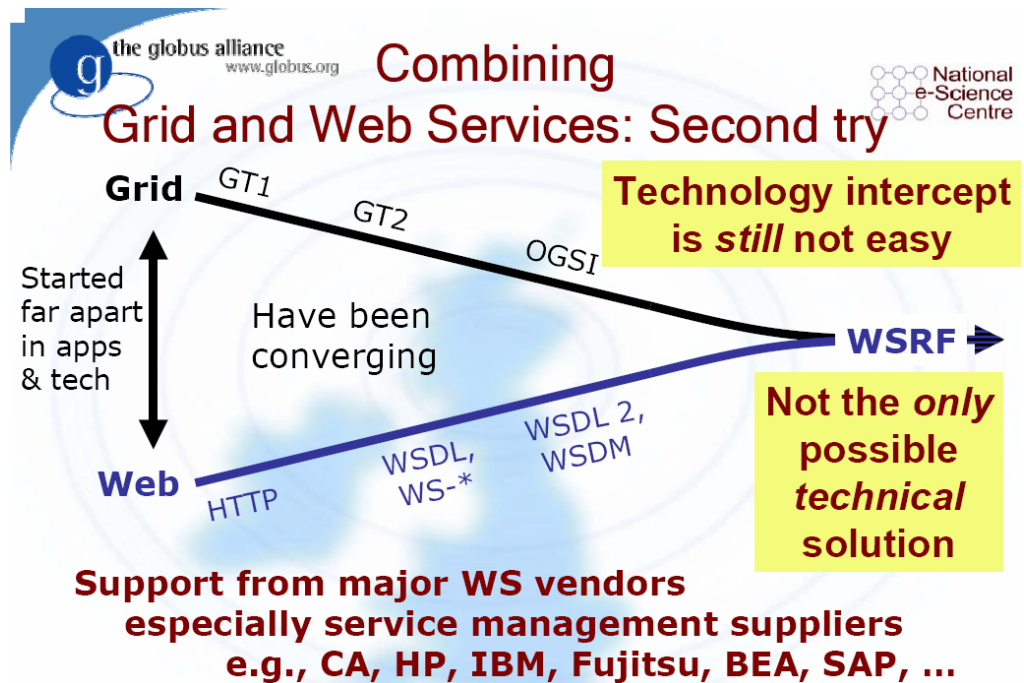 the globus alliance
www.globus.org
National
e-Science
Centre
Combining
Grid and Web Services: Second try
Grid
GT1
GT2
OGSI
Technology intercept
is still not easy
Started
far apart
in apps
& tech
Have been
converging
WSRF
Web
HTTP
WSDL,
WS-*
WSDL 2,
WSDM
Not the only
possible
technical
solution
Support from major WS vendors
especially service management suppliers
e.g., CA, HP, IBM, Fujitsu, BEA, SAP, ...